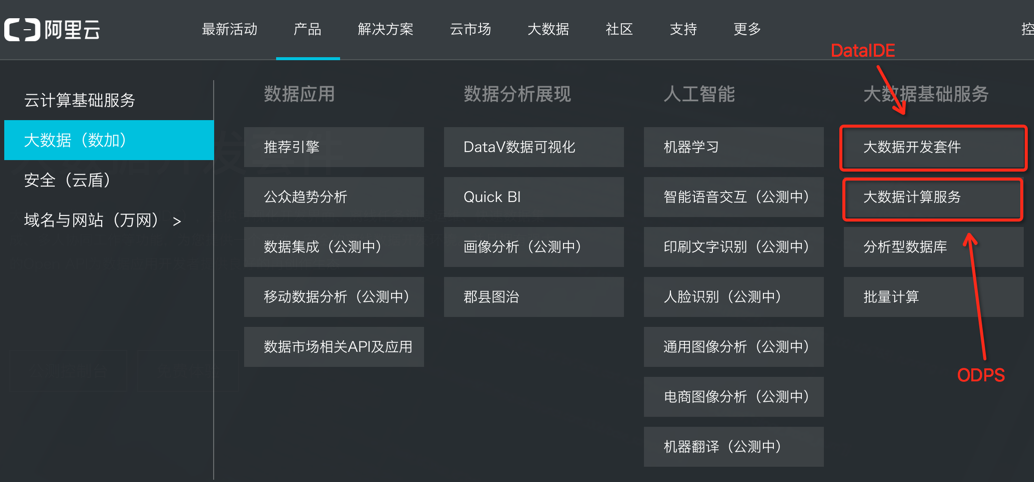 阿里云
最新活动 产品 解决方案 云市场 大数据 社区 支持 更多 控
DataIDE
云计算基础服务
大数据（数加）
安全（云盾）
域名与网站（万网） >
数据应用
推荐引擎
公众趋势分析
数据集成（公测中）
移动数据分析（公测中）
数据市场相关API及应用
数据分析展现
DataV数据可视化
Quick BI
画像分析（公测中）
郡县图治
人工智能
机器学习
智能语音交互（公测中）
印刷文字识别（公测中）
人脸识别（公测中）
通用图像分析（公测中）
电商图像分析（公测中）
机器翻译（公测中）
大数据基础服务
大数据开发套件
大数据计算服务
分析型数据库
批量计算
ODPS